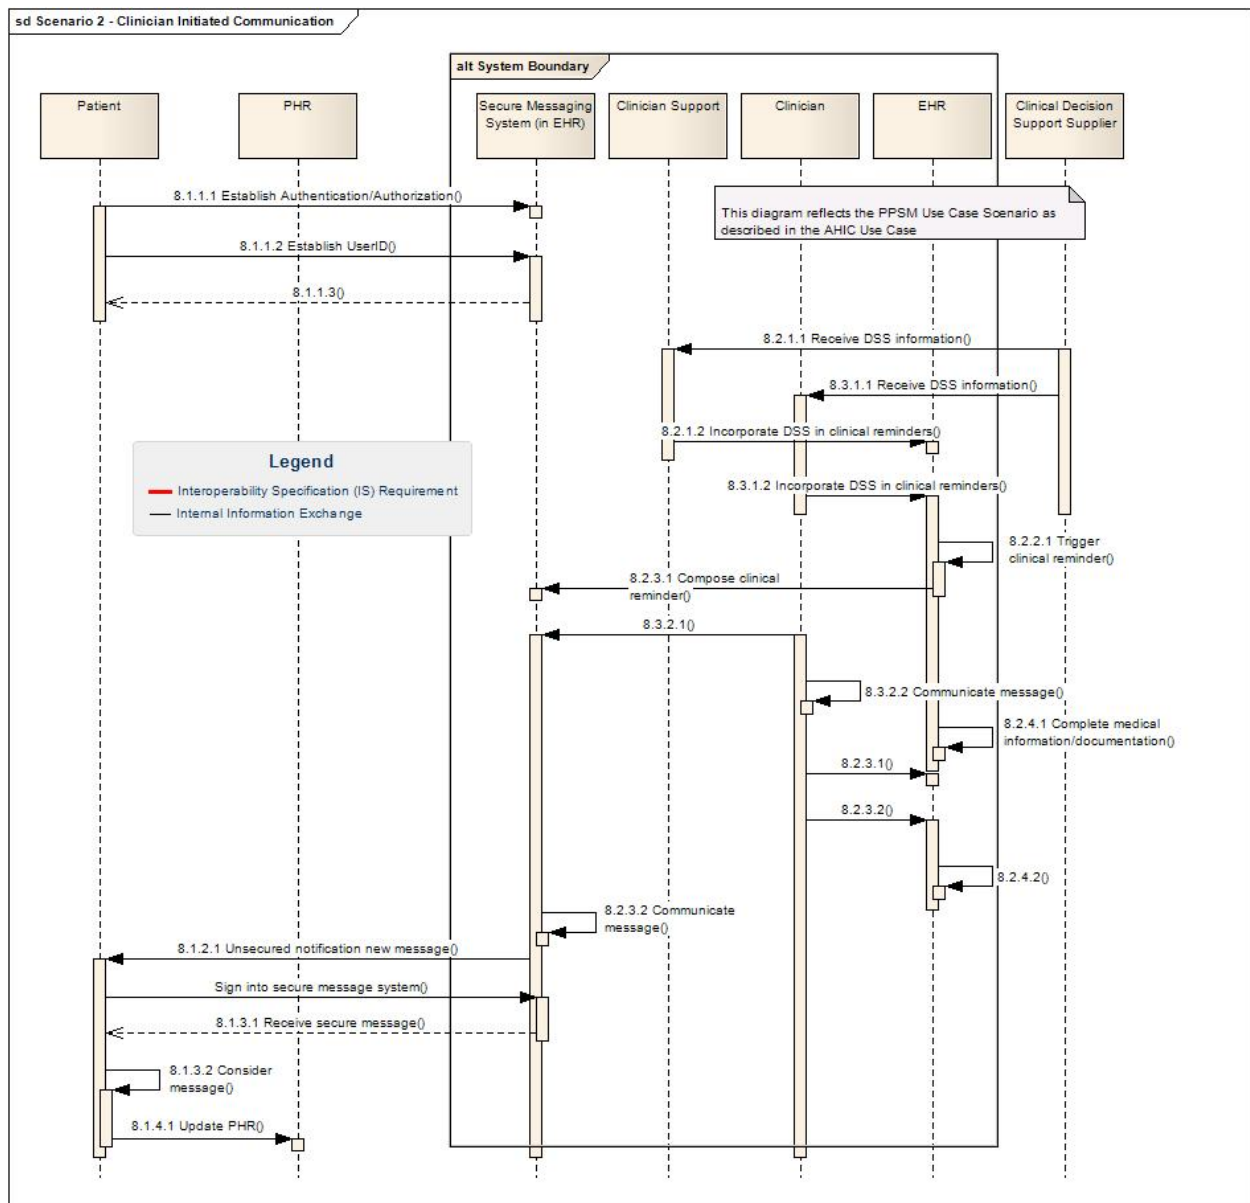 sd Scenario 2 - Clinician Initiated Communication
alt System Boundary
Patient
PHR
Secure Messaging
System (in EHR)
Clinician Support
Clinician
EHR
Clinical Decision
Support Supplier
8.1.1.1 Establish Authentication/Authorization()
This diagram reflects the PPSM Use Case Scenario as
described in the AHIC Use Case
8.1.1.2 Establish UserID()
8.1.1.3()
8.2.1.1 Receive DSS information()
8.3.1.1 Receive DSS information()
8.2.1.2 Incorporate DSS in clinical reminders()
Legend
Interoperability Specification (IS) Requirement
Internal Information Exchange
8.3.1.2 Incorporate DSS in clinical reminders()
8.2.2.1 Trigger
clinical reminder()
8.2.3.1 Compose clinical
reminder()
8.3.2.1()
8.3.2.2 Communicate message()
8.2.4.1 Complete medical
information/documentation()
8.2.3.1()
8.2.3.2()
8.2.4.2()
8.2.3.2 Communicate
message()
8.1.2.1 Unsecured notification new message()
Sign into secure message system()
8.1.3.1 Receive secure message()
8.1.3.2 Consider
message()
8.1.4.1 Update PHR()